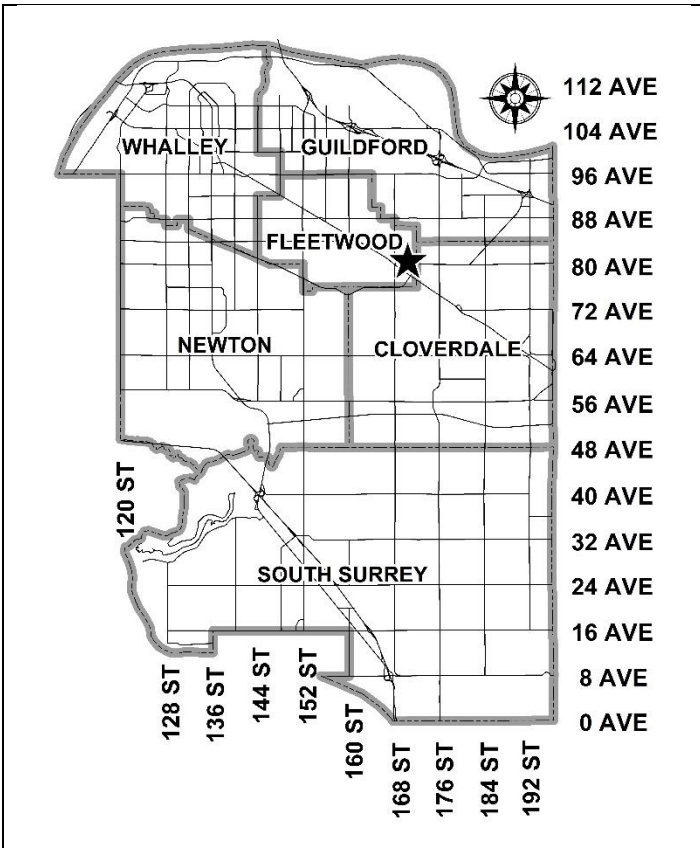 112 AVE
104 AVE
WHALLEY
GUILDFORD
96 AVE
88 AVE
FLEETWOOD
80 AVE
72 AVE
NEWTON
CLOVERDALE
64 AVE
56 AVE
48 AVE
120 ST
40 AVE
32 AVE
SOUTH SURREY
24 AVE
16 AVE
8 AVE
0 AVE
128 ST
136 ST
144 ST
152 ST
160 ST
168 ST
176 ST
184 ST
192 ST